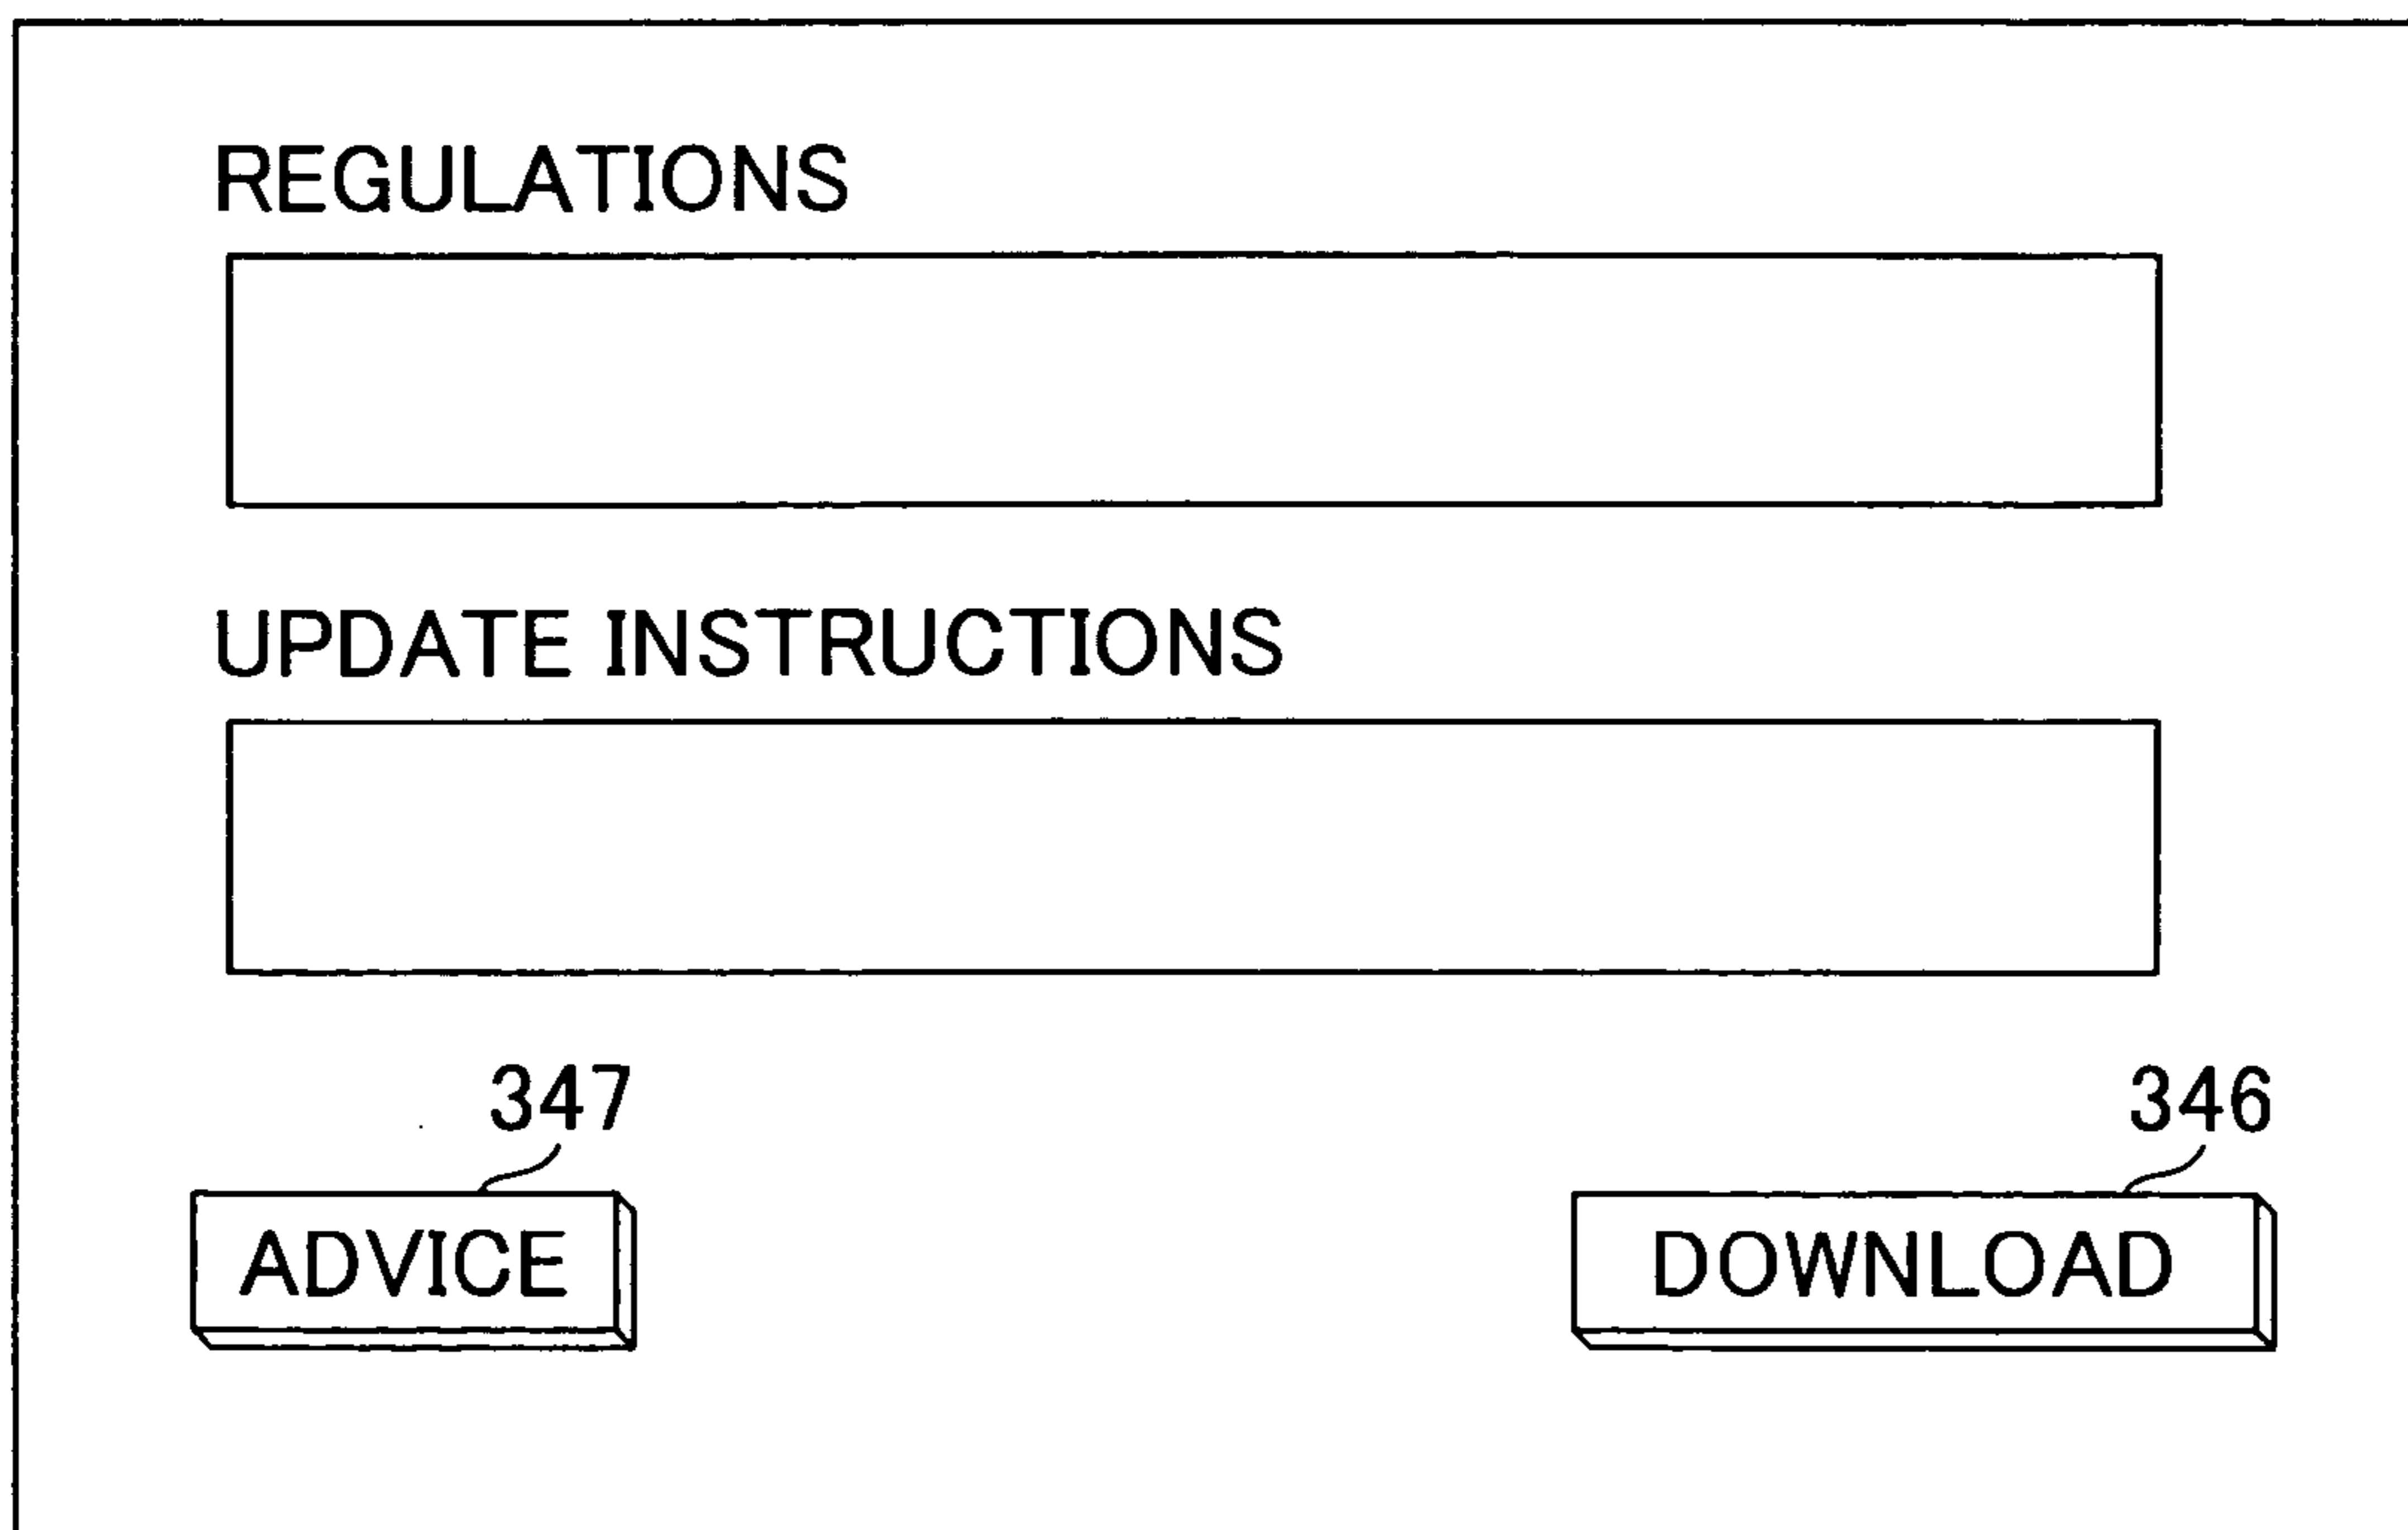 REGULATIONS
UPDATE INSTRUCTIONS
347
346
ADVICE
DOWNLOAD